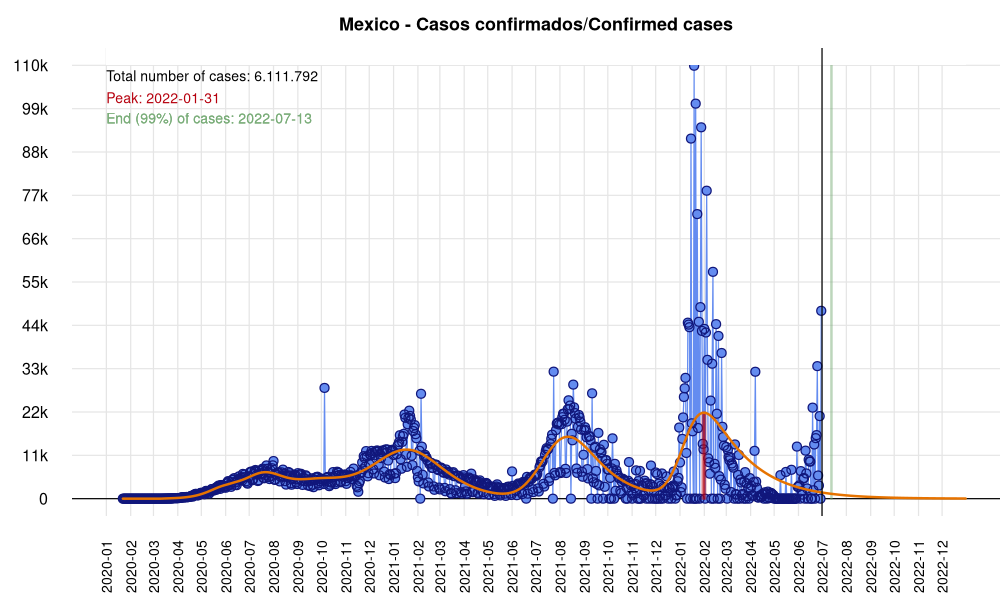 Mexico - Casos confirmados/Confirmed cases
Total number of cases: 6.111.792
Peak: 2022-01-31
End (99%) of cases: 2022-07-13
110k
99k
88k
77k
66k
55k
44k
33k
22k
11k
0
2020-01
2020-02
2020-03
2020-04
2020-05
2020-06
2020-07
2020-08
2020-09
2020-10
2020-11
2020-12
2021-01
2021-02
2021-03
2021-04
2021-05
2021-06
2021-07
2021-08
2021-09
2021-10
2021-11
2021-12
2022-01
2022-02
2022-03
2022-04
2022-05
2022-06
2022-07
2022-08
2022-09
2022-10
2022-11
2022-12